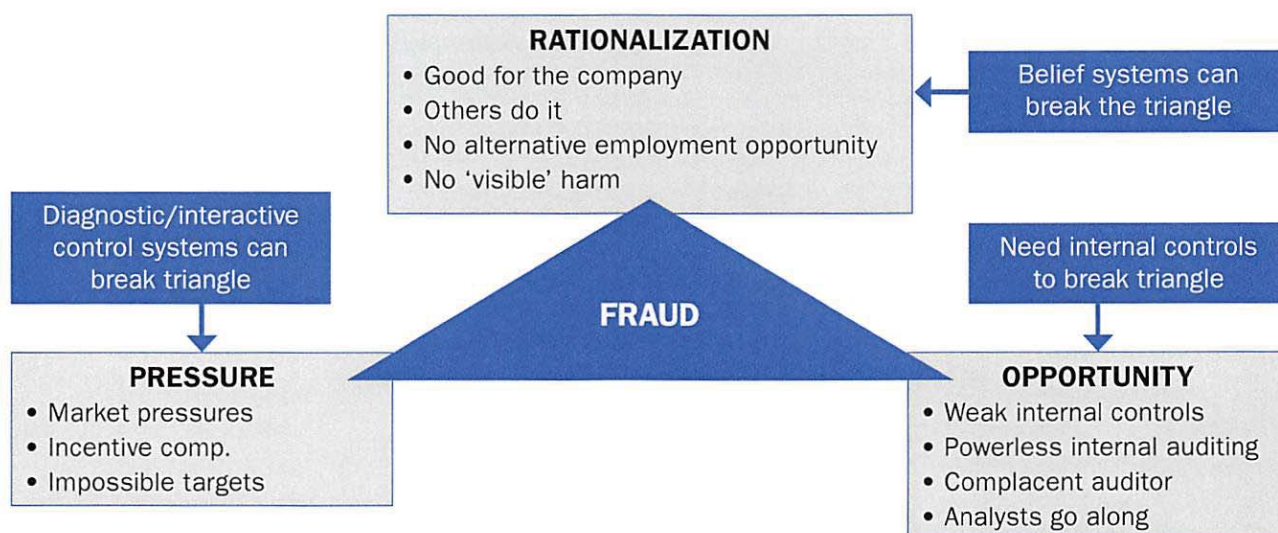 RATIONALIZATION
• Good for the company
• Others do it
• No alternative employment opportunity
• No ‘visible’ harm
Belief systems can
break the triangle
Diagnostic/interactive
control systems can
break triangle
Need internal controls
to break triangle
FRAUD
PRESSURE
• Market pressures
• Incentive comp.
• Impossible targets
OPPORTUNITY
• Weak internal controls
• Powerless internal auditing
• Complacent auditor
• Analysts go along